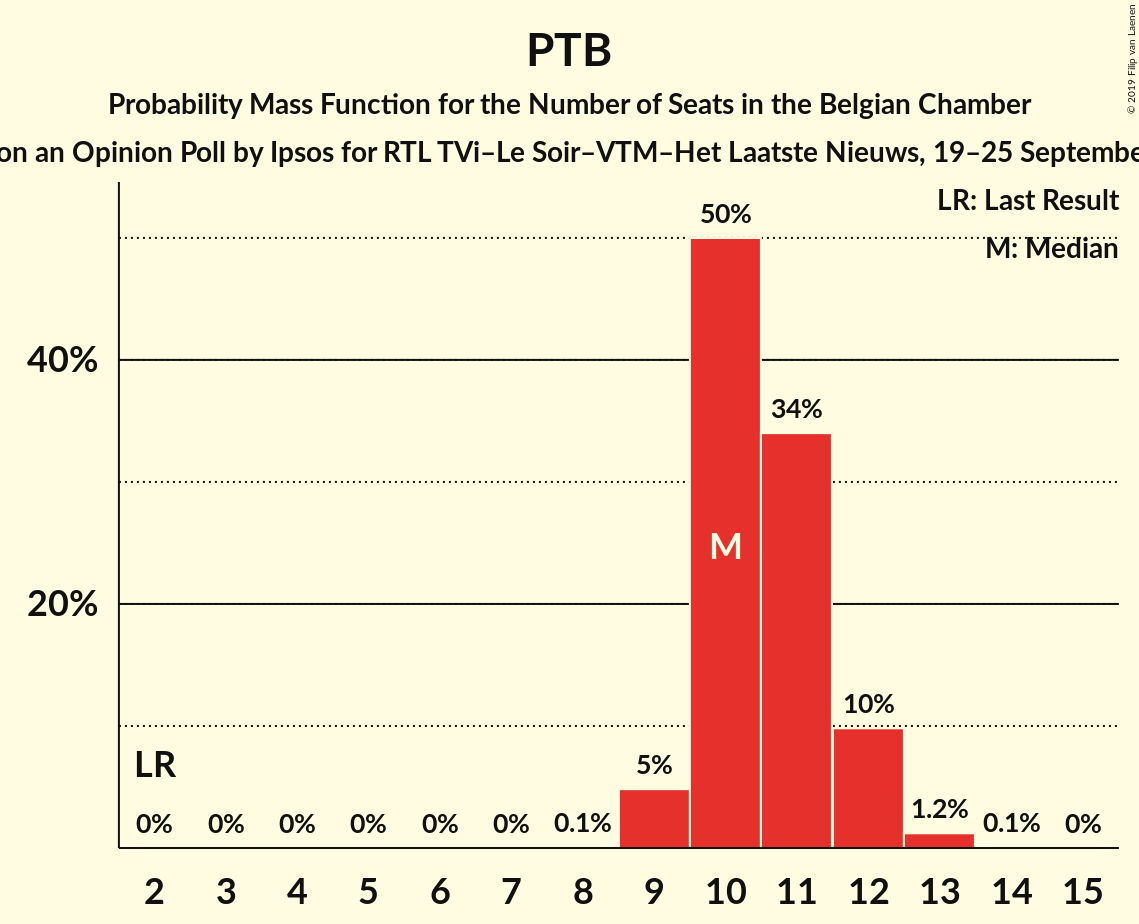 PTB
© 2019 Filip van Laenen
Probability Mass Function for the Number of Seats in the Belgian Chamber
on an Opinion Poll by Ipsos for RTL TVi–Le Soir–VTM–Het Laatste Nieuws, 19–25 Septembe
LR: Last Result
M: Median
50%
40%
34%
M
20%
10%
LR
5%
0% 0% 0% 0% 0% 0% 0.1% 1.2% 0.1% 0%
2 3 4 5 6 7 8 9 10 11 12 13 14 15